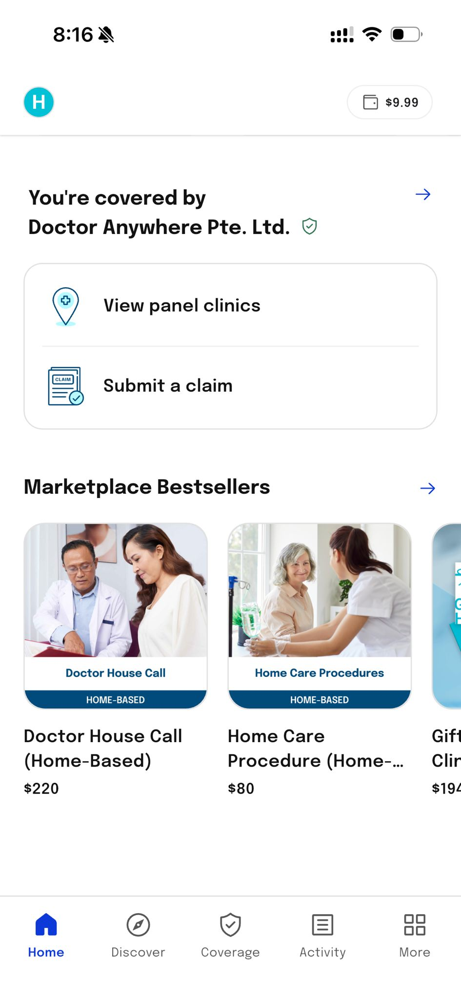 8:16
H
$9.99
You're covered by
Doctor Anywhere Pte. Ltd.
View panel clinics
CLAIM
Submit a claim
Marketplace Bestsellers
Doctor House Call
HOME-BASED
Doctor House Call
(Home-Based)
$220
Home Care Procedures
HOME-BASED
Home Care
Procedure (Home-...
$80
Gift
Clin
$194
Home
Discover
Coverage
Activity
More